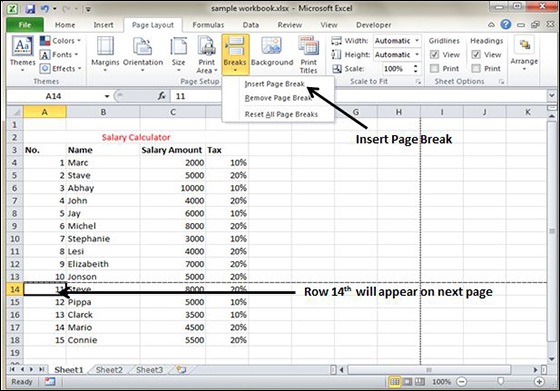 sample workbook.xlsx - Microsoft Excel
File Home Insert Page Layout Formulas Data Review View Developer
Themes Colors Fonts Effects
Margins Orientation Size Print Area Breaks Background Print Titles
Width: Automatic
Height: Automatic
Scale: 100%
Gridlines Headings
View View
Print Print
Arrange
Themes Page Setup Scale to Fit Sheet Options
Insert Page Break
Remove Page Break
Reset All Page Breaks
A14 fx 11
Insert Page Break
A B C D E F G H I J K
1
2 Salary Calculator
3 No. Name Salary Amount Tax
4 1 Marc 2000 10%
5 2 Stave 5000 20%
6 3 Abhay 10000 10%
7 4 John 4000 20%
8 5 Jay 6000 10%
9 6 Michel 8000 20%
10 7 Stephanie 3000 10%
11 8 Lesi 4000 20%
12 9 Elizabeith 7000 20%
13 10 Jonson 5000 20%
14 11 Steve 8000 20%
Row 14th will appear on next page
15 12 Pippa 5000 10%
16 13 Clarck 3500 10%
17 14 Mario 4500 20%
18 15 Connie 5500 20%
19
Sheet1 Sheet2 Sheet3
Ready 100%